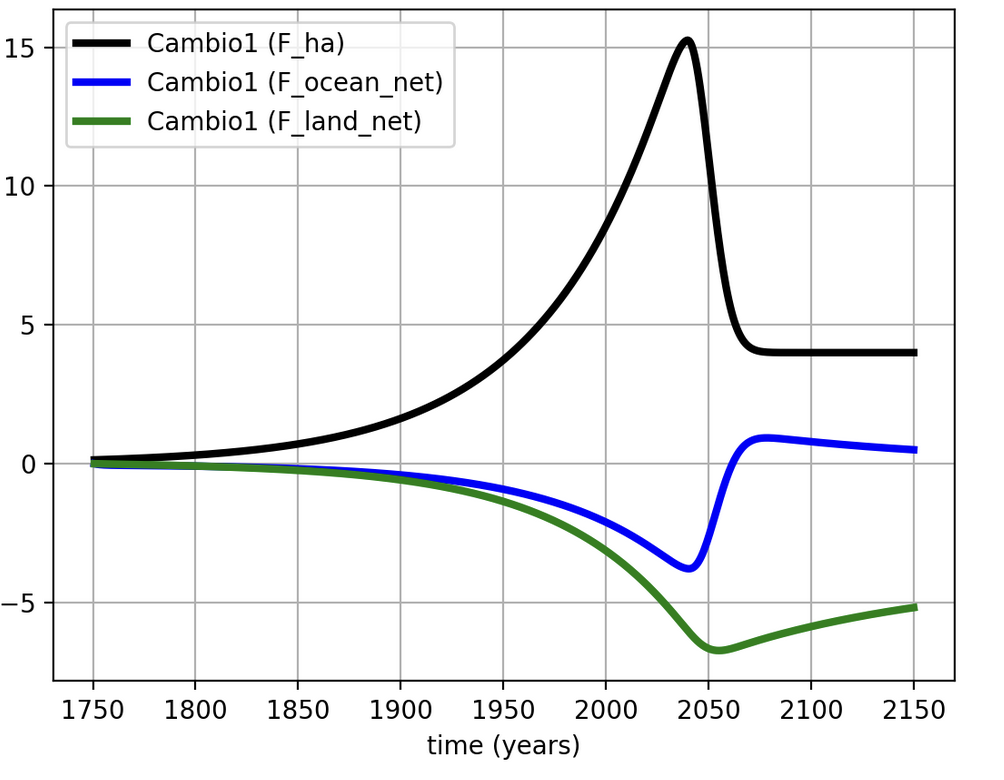 Cambio1 (F_ha)
Cambio1 (F_ocean_net)
Cambio1 (F_land_net)
15
10
5
0
−5
1750 1800 1850 1900 1950 2000 2050 2100 2150
time (years)